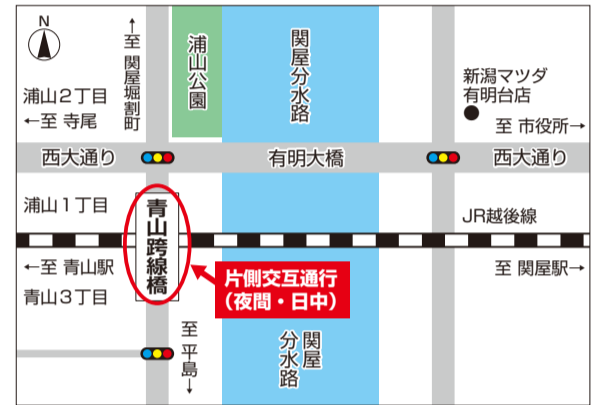 N
↑至 関屋堀割町
浦山公園
関屋分水路
浦山2丁目
←至 寺尾
新潟マツダ
有明台店
至 市役所→
西大通り
有明大橋
西大通り
浦山1丁目
青山跨線橋
JR越後線
←至 青山駅
青山3丁目
片側交互通行
(夜間・日中)
至 関屋駅→
至 平島→
関屋
分水路